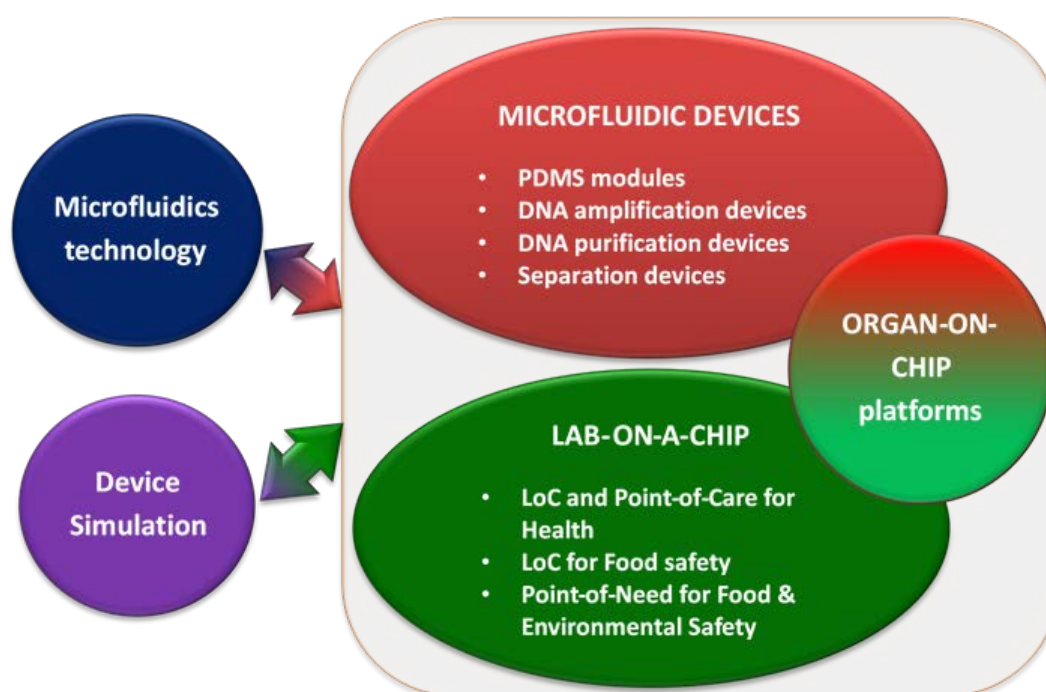 Microfluidics
technology
Device
Simulation
MICROFLUIDIC DEVICES
• PDMS modules
• DNA amplification devices
• DNA purification devices
• Separation devices
LAB-ON-A-CHIP
• LoC and Point-of-Care for
Health
• LoC for Food safety
• Point-of-Need for Food &
Environmental Safety
ORGAN-ON-
CHIP
platforms